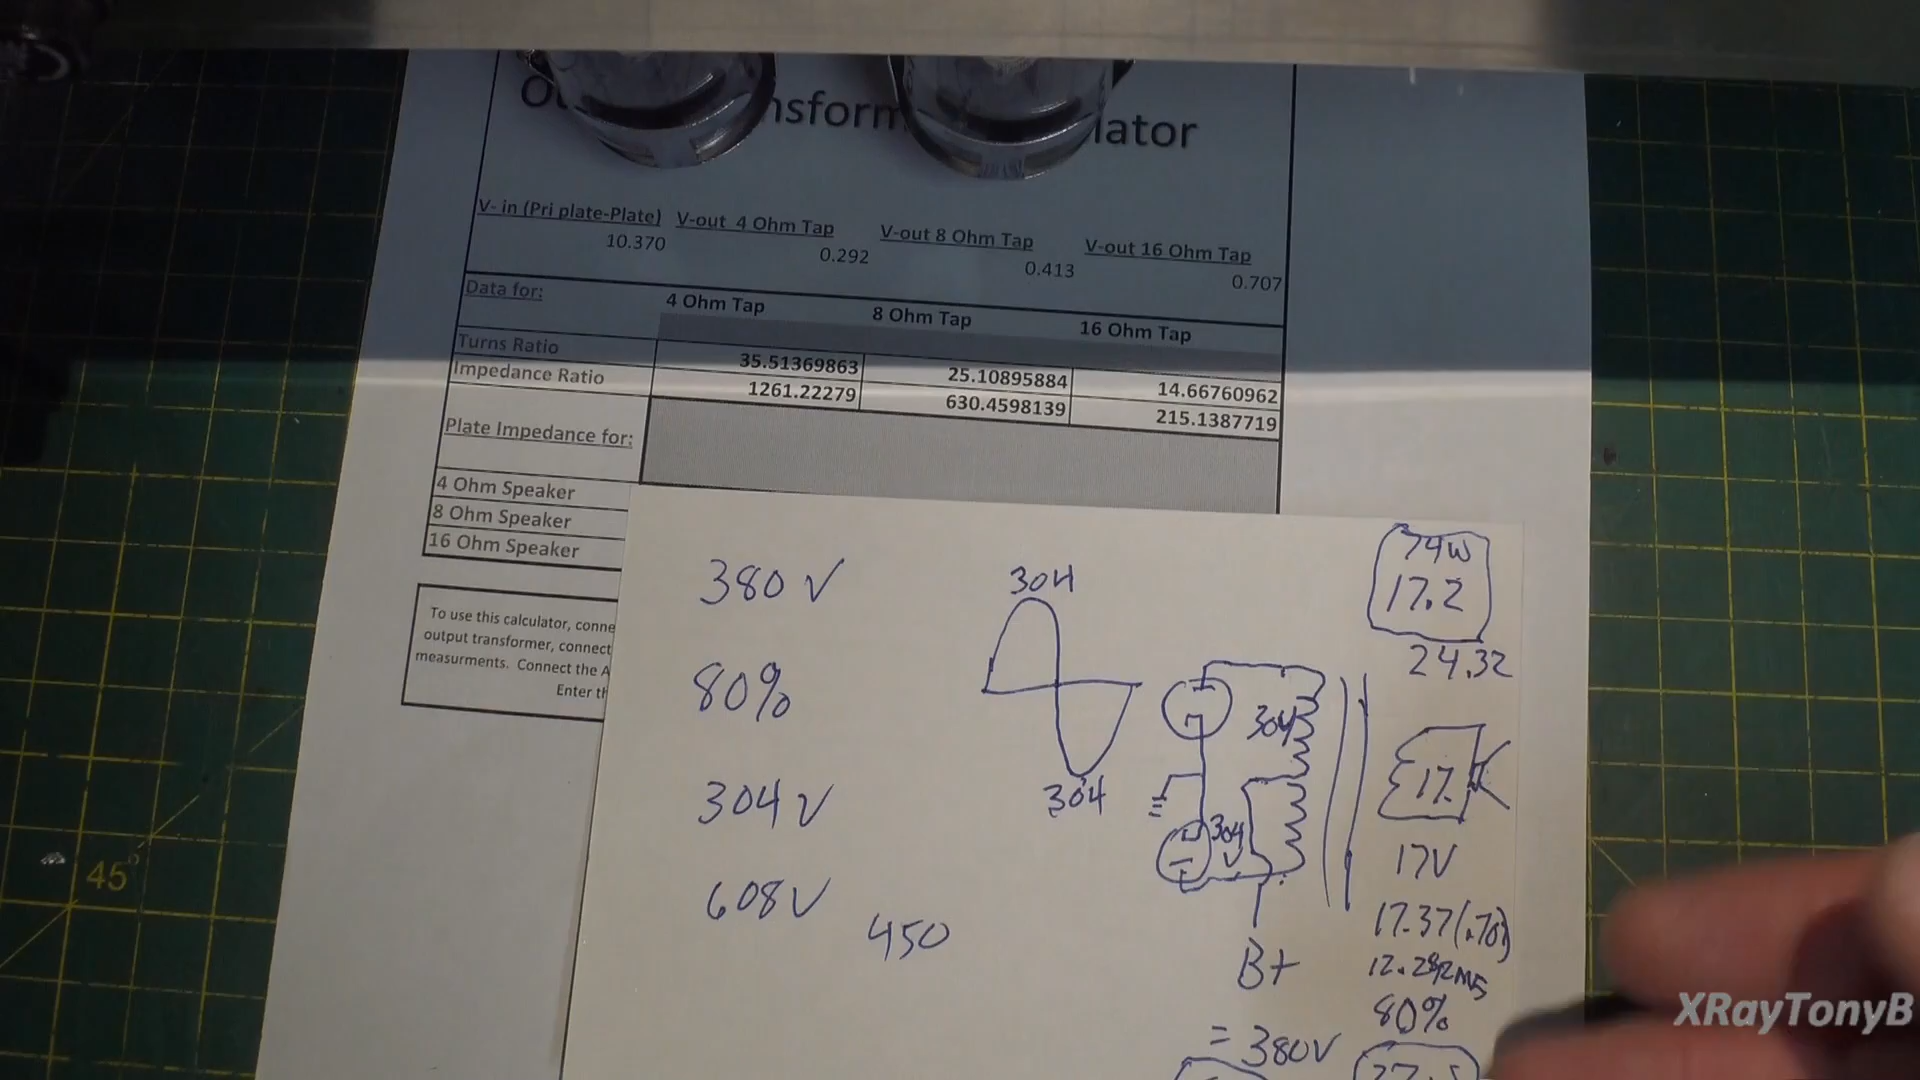 lator
V- in (Pri plate-Plate) V-out 4 Ohm Tap V-out 8 Ohm Tap V-out 16 Ohm Tap
10.370 0.292 0.413 0.707
Data for: 4 Ohm Tap 8 Ohm Tap 16 Ohm Tap
Turns Ratio 35.51369863 25.10895884 14.66760962
Impedance Ratio 1261.22279 630.4598139 215.1387719
Plate Impedance for:
4 Ohm Speaker
8 Ohm Speaker
16 Ohm Speaker
To use this calculator, conne
output transformer, connect
measurments. Connect the A
Enter th
380 V
80%
304 V
608 V
450
304
304
304
304
V
B+
= 380V
74W
17.2
24.32
17.
17V
17.37(.707)
80%
45°
XRayTonyB